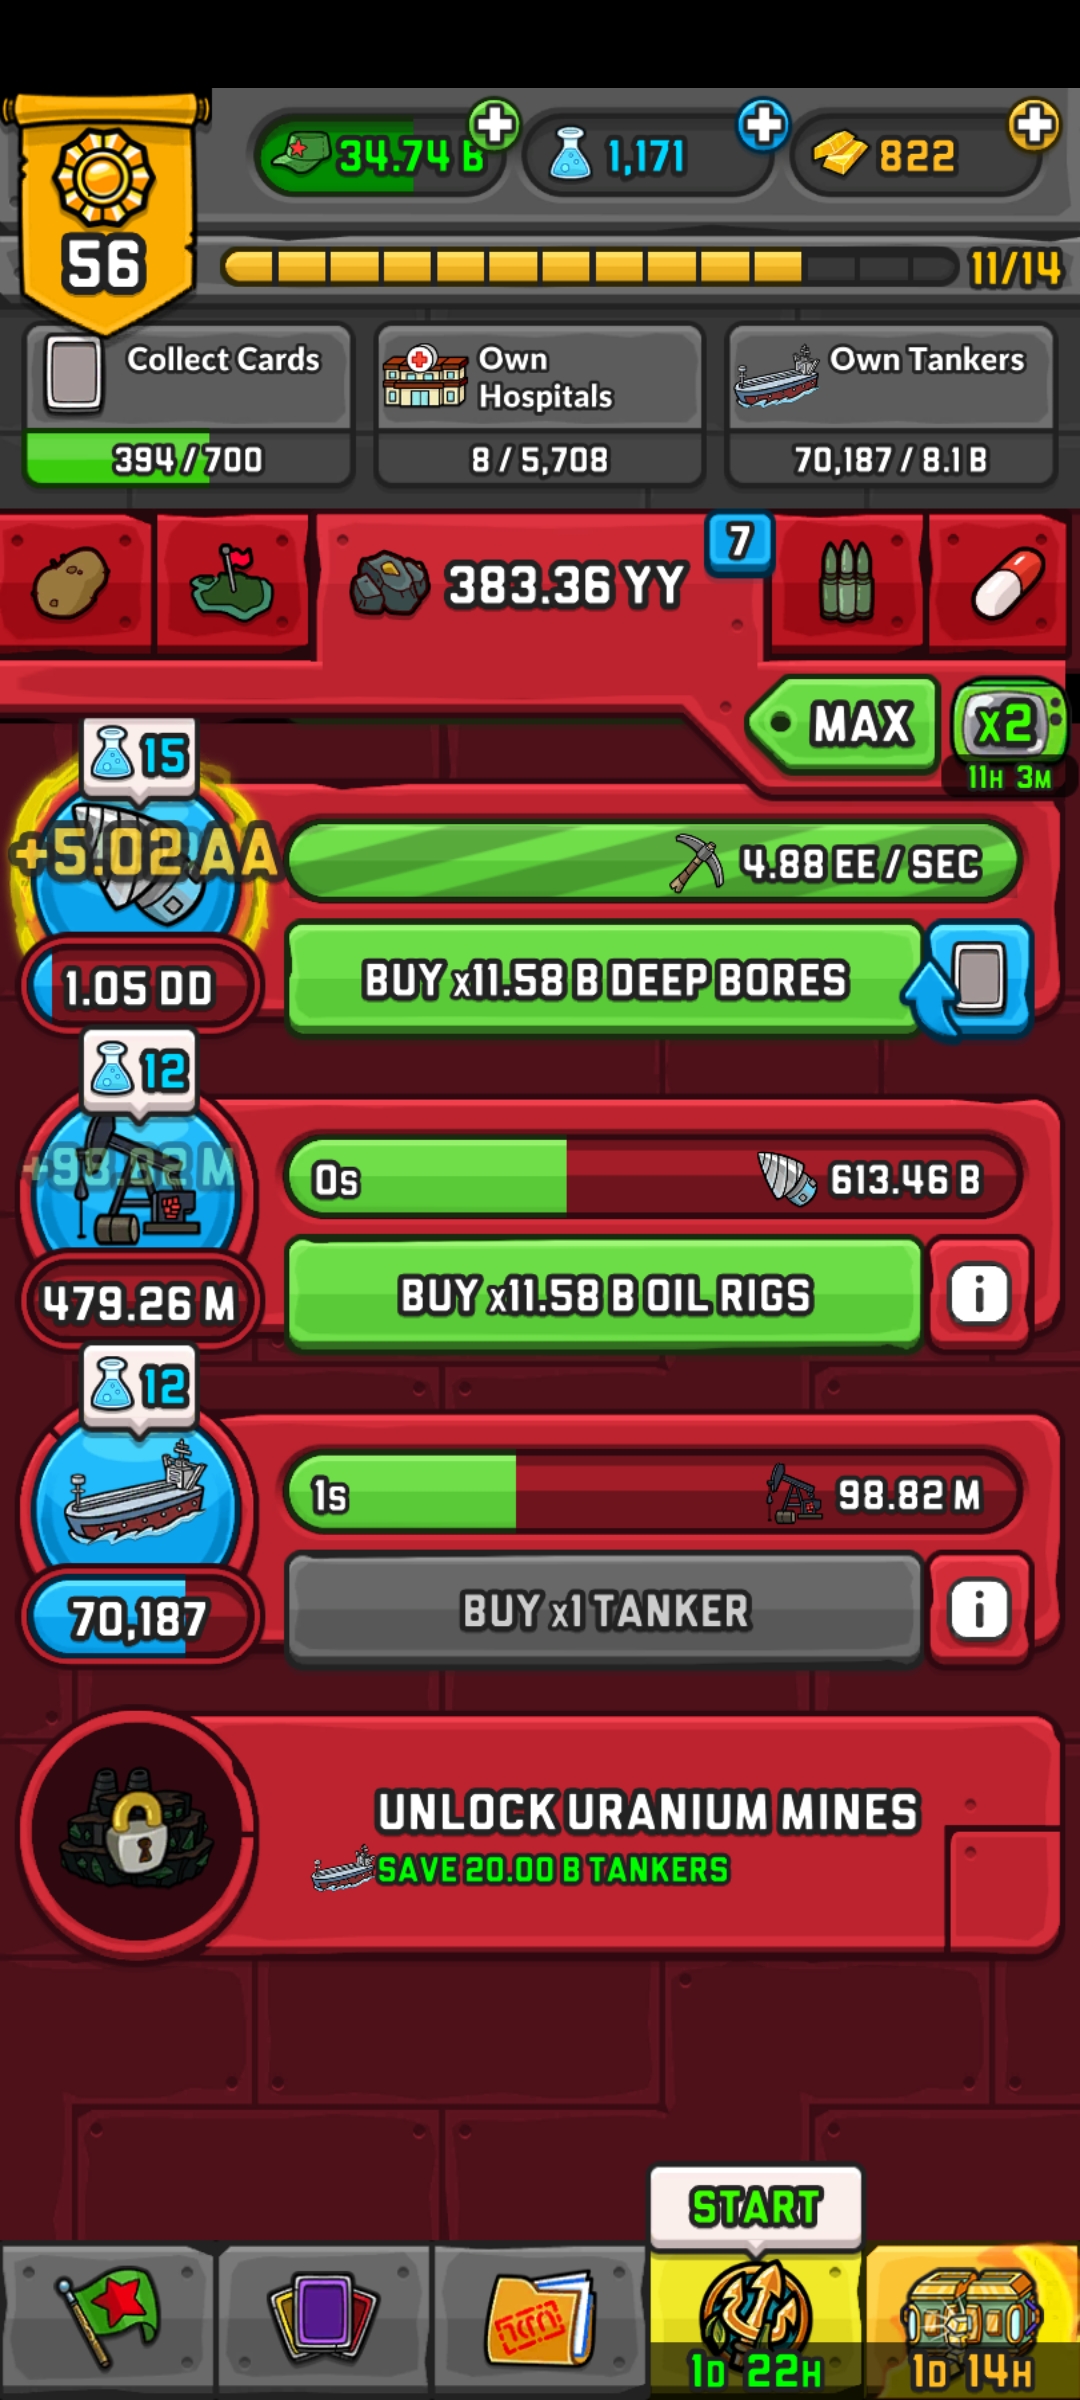 56
34.74 B
1,171
822
11/14
Collect Cards
394/700
Own
Hospitals
8/5,708
Own Tankers
70,187/8.1 B
383.36 YY
7
MAX
x2
11H 3M
15
+5.02 AA
4.88 EE/SEC
1.05 DD
BUY x11.58 B DEEP BORES
12
+98.82 M
0s
613.46 B
479.26 M
BUY x11.58 B OIL RIGS
i
12
1s
98.82 M
70,187
BUY x1 TANKER
i
UNLOCK URANIUM MINES
SAVE 20.00 B TANKERS
START
1D 22H
1D 14H